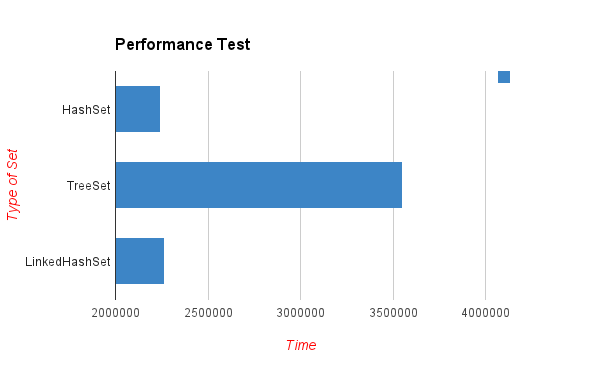 Performance Test
HashSet
TreeSet
LinkedHashSet
Type of Set
2000000 2500000 3000000 3500000 4000000
Time